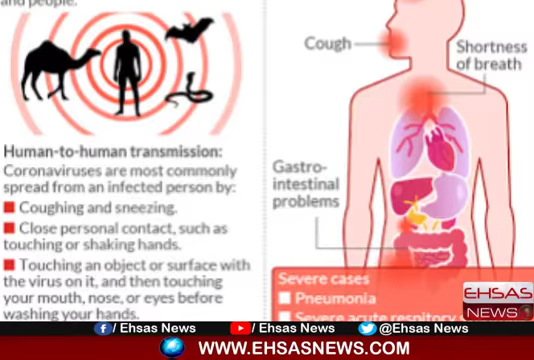 and people.
Human-to-human transmission:
Coronaviruses are most commonly
spread from an infected person by:
Coughing and sneezing.
Close personal contact, such as
touching or shaking hands.
Touching an object or surface with
the virus on it, and then touching
your mouth, nose, or eyes before
washing your hands.
Cough
Shortness
of breath
Gastro-
intestinal
problems
Severe cases
Pneumonia
Severe acute respitory
EHSAS
NEWS
/Ehsas News
/Ehsas News
@Ehsas News
WWW.EHSASNEWS.COM